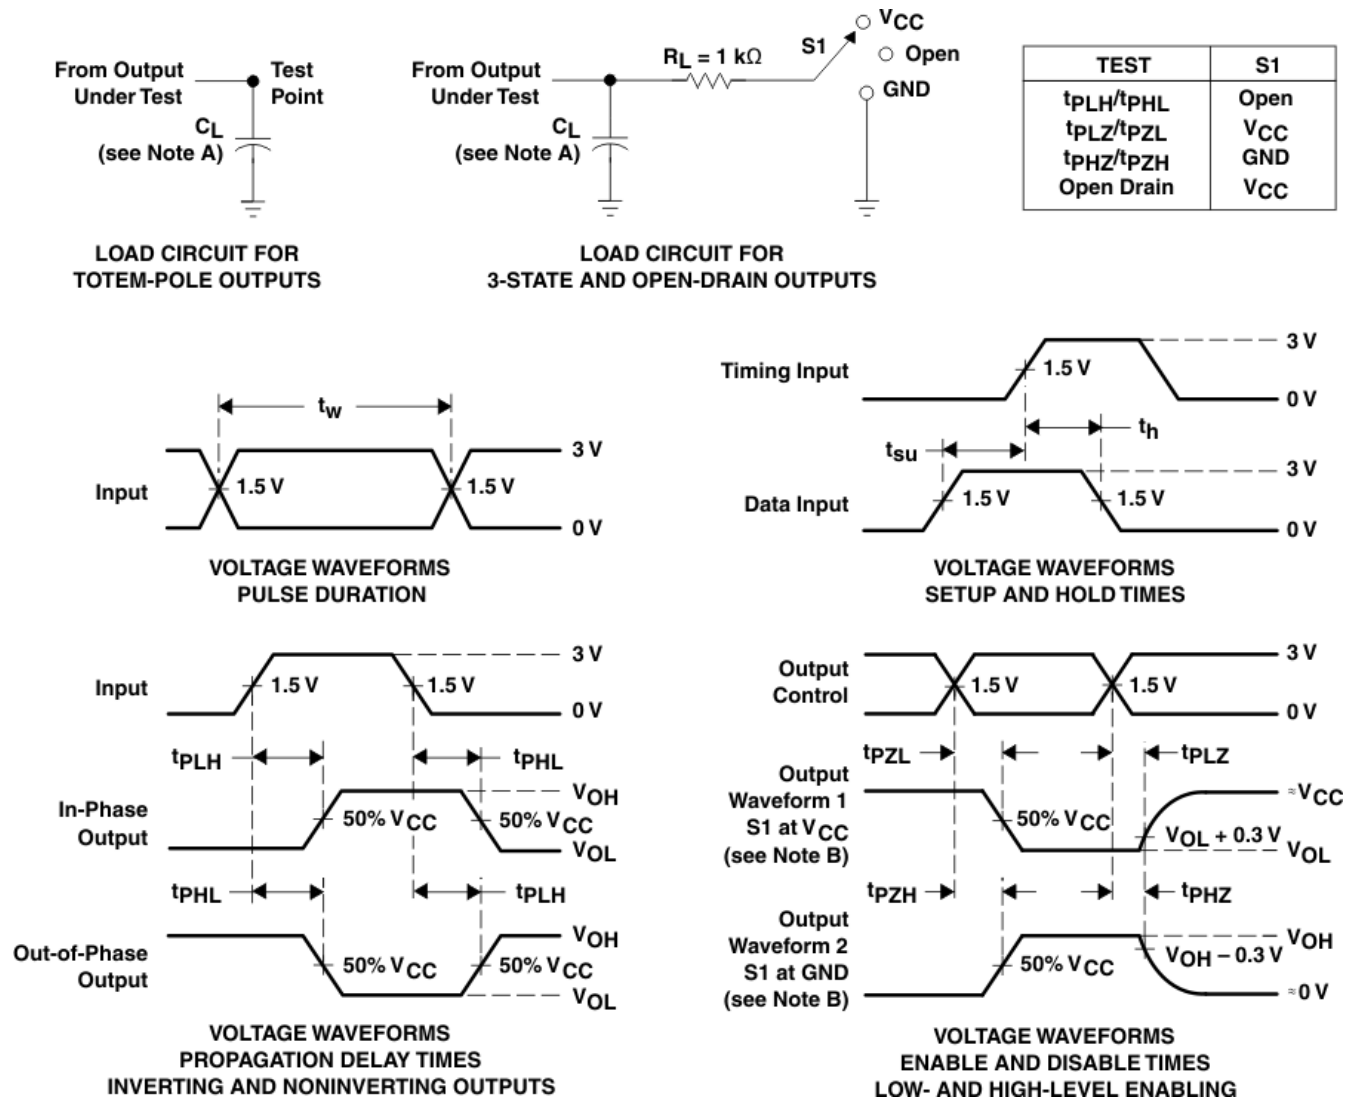 From Output
Under Test
Test
Point
CL
(see Note A)
LOAD CIRCUIT FOR
TOTEM-POLE OUTPUTS
From Output
Under Test
RL = 1 kΩ
S1
VCC
Open
GND
CL
(see Note A)
LOAD CIRCUIT FOR
3-STATE AND OPEN-DRAIN OUTPUTS
TEST S1
tPLH/tPHL Open
tPLZ/tPZL VCC
tPHZ/tPZH GND
Open Drain VCC
tw
Input
1.5 V
1.5 V
3 V
0 V
VOLTAGE WAVEFORMS
PULSE DURATION
Timing Input
1.5 V
3 V
0 V
tsu
th
Data Input
1.5 V
1.5 V
3 V
0 V
VOLTAGE WAVEFORMS
SETUP AND HOLD TIMES
Input
1.5 V
1.5 V
3 V
0 V
tPLH
tPHL
In-Phase
Output
50% VCC
50% VCC
VOH
VOL
tPHL
tPLH
Out-of-Phase
Output
50% VCC
50% VCC
VOH
VOL
VOLTAGE WAVEFORMS
PROPAGATION DELAY TIMES
INVERTING AND NONINVERTING OUTPUTS
Output
Control
1.5 V
1.5 V
3 V
0 V
tPZL
tPLZ
Output
Waveform 1
S1 at VCC
(see Note B)
50% VCC
≈VCC
VOL + 0.3 V
VOL
tPZH
tPHZ
Output
Waveform 2
S1 at GND
(see Note B)
50% VCC
VOH
VOH – 0.3 V
≈0 V
VOLTAGE WAVEFORMS
ENABLE AND DISABLE TIMES
LOW- AND HIGH-LEVEL ENABLING